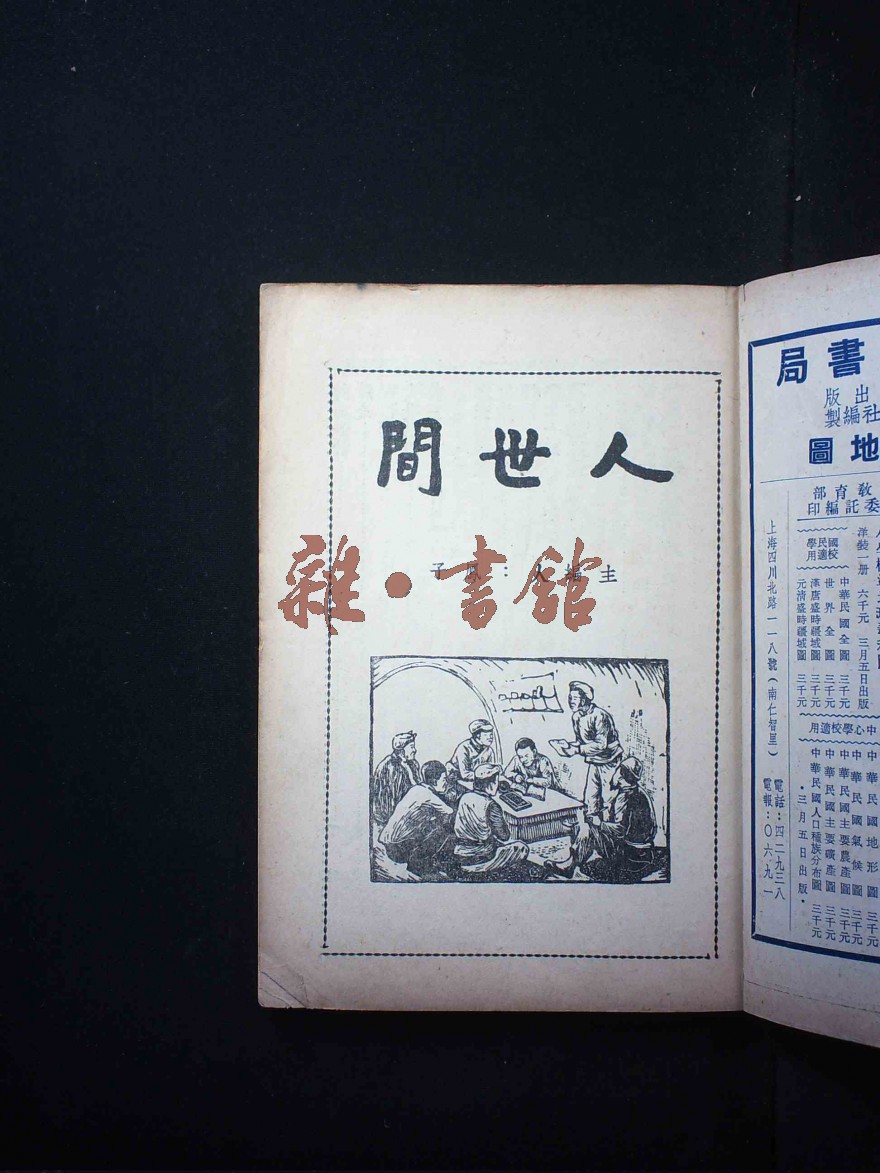 人世間
主編人：鳳子
雜·書館
書局
出版
社編製
地圖
教育部
委託編印
國民學校適用
洋裝一册 六千元 三月五日出版
中華民國全圖 三千元
世界全圖 三千元
漢唐盛時疆域圖 三千元
元清盛時疆域圖 三千元
中心學校適用
中華民國地形圖
中華民國氣候圖 三千元
中華民國主要農產圖 三千元
中華民國主要礦產圖 三千元
中華民國人口種族分布圖 三千元
·三月五日出版·
上海四川北路一一八號（南仁智里）
電話：四二九三八
電報：〇六九一